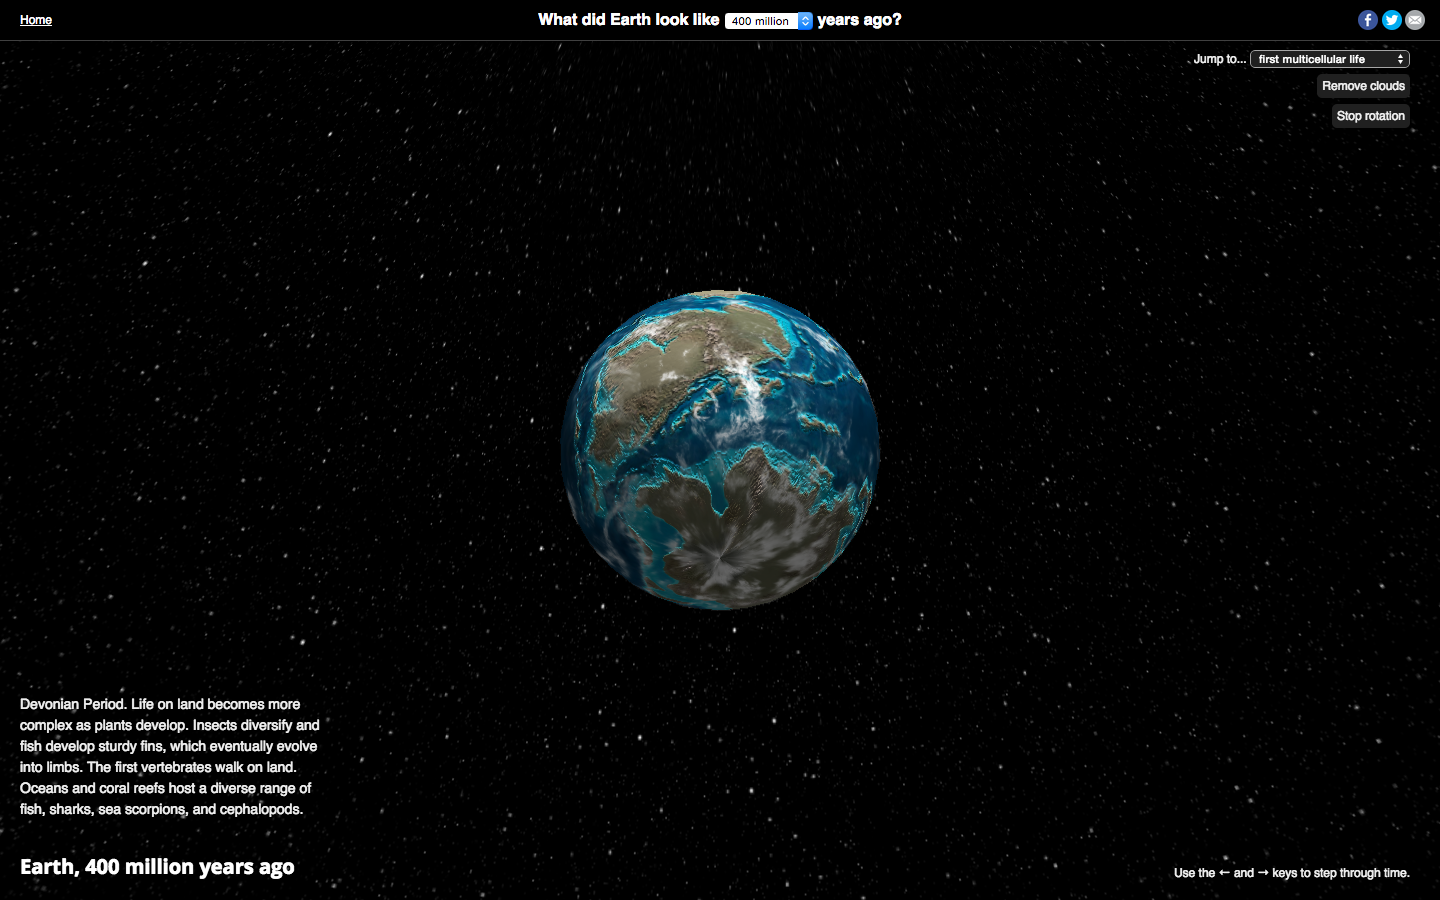 Home
What did Earth look like 400 million years ago?
Jump to... first multicellular life
Remove clouds
Stop rotation
Devonian Period. Life on land becomes more
complex as plants develop. Insects diversify and
fish develop sturdy fins, which eventually evolve
into limbs. The first vertebrates walk on land.
Oceans and coral reefs host a diverse range of
fish, sharks, sea scorpions, and cephalopods.
Earth, 400 million years ago
Use the ← and → keys to step through time.